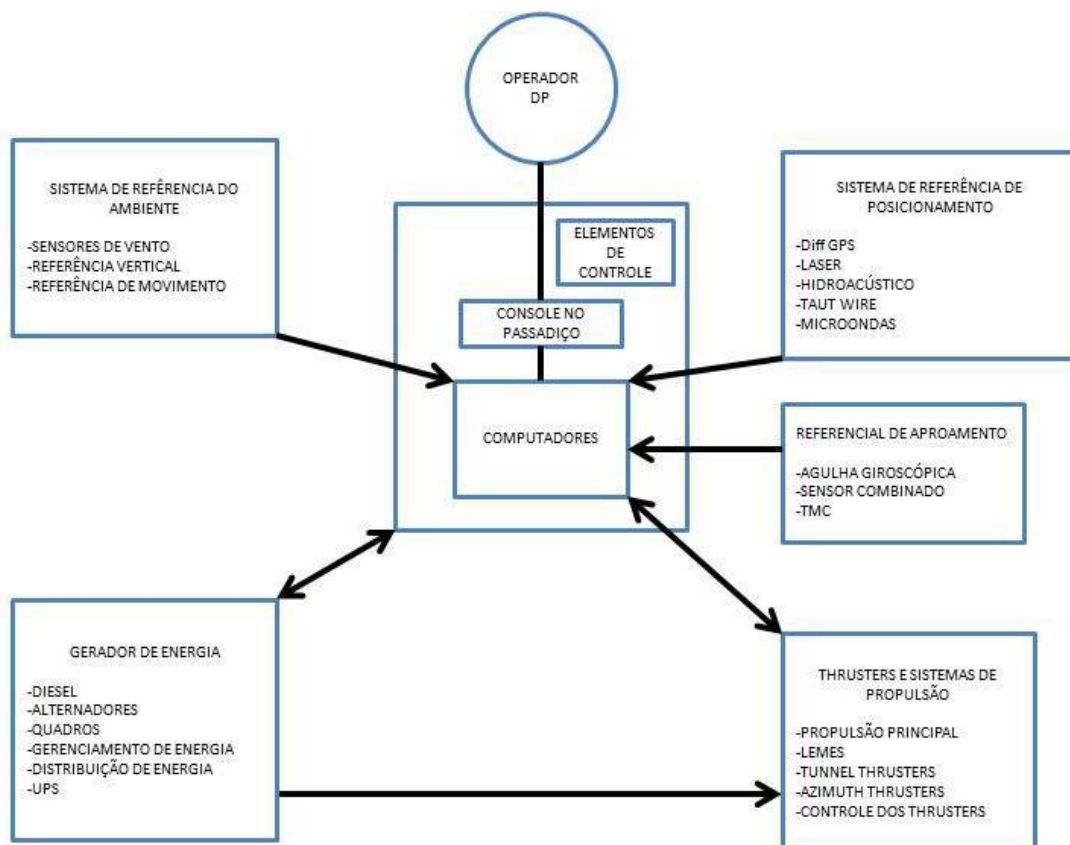 OPERADOR
DP
SISTEMA DE REFÊRENCIA DO
AMBIENTE
-SENSORES DE VENTO
-REFERÊNCIA VERTICAL
-REFERÊNCIA DE MOVIMENTO
ELEMENTOS
DE
CONTROLE
CONSOLE NO
PASSADIÇO
COMPUTADORES
SISTEMA DE REFERÊNCIA DE
POSICIONAMENTO
-Diff GPS
-LASER
-HIDROACÚSTICO
-TAUT WIRE
-MICROONDAS
REFERENCIAL DE APROAMENTO
-AGULHA GIROSCÓPICA
-SENSOR COMBINADO
-TMC
GERADOR DE ENERGIA
-DIESEL
-ALTERNADORES
-QUADROS
-GERENCIAMENTO DE ENERGIA
-DISTRIBUIÇÃO DE ENERGIA
-UPS
THRUSTERS E SISTEMAS DE
PROPULSÃO
-PROPULSÃO PRINCIPAL
-LEMES
-TUNNEL THRUSTERS
-AZIMUTH THRUSTERS
-CONTROLE DOS THRUSTERS